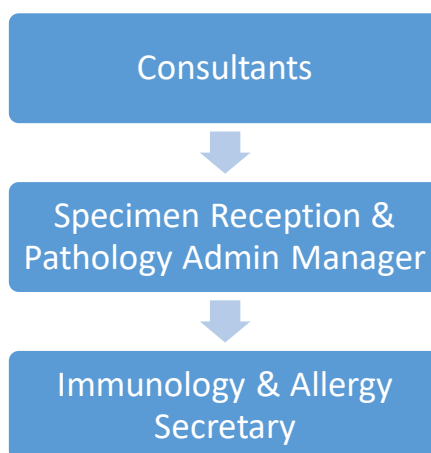 Consultants
Specimen Reception &
Pathology Admin Manager
Immunology & Allergy
Secretary